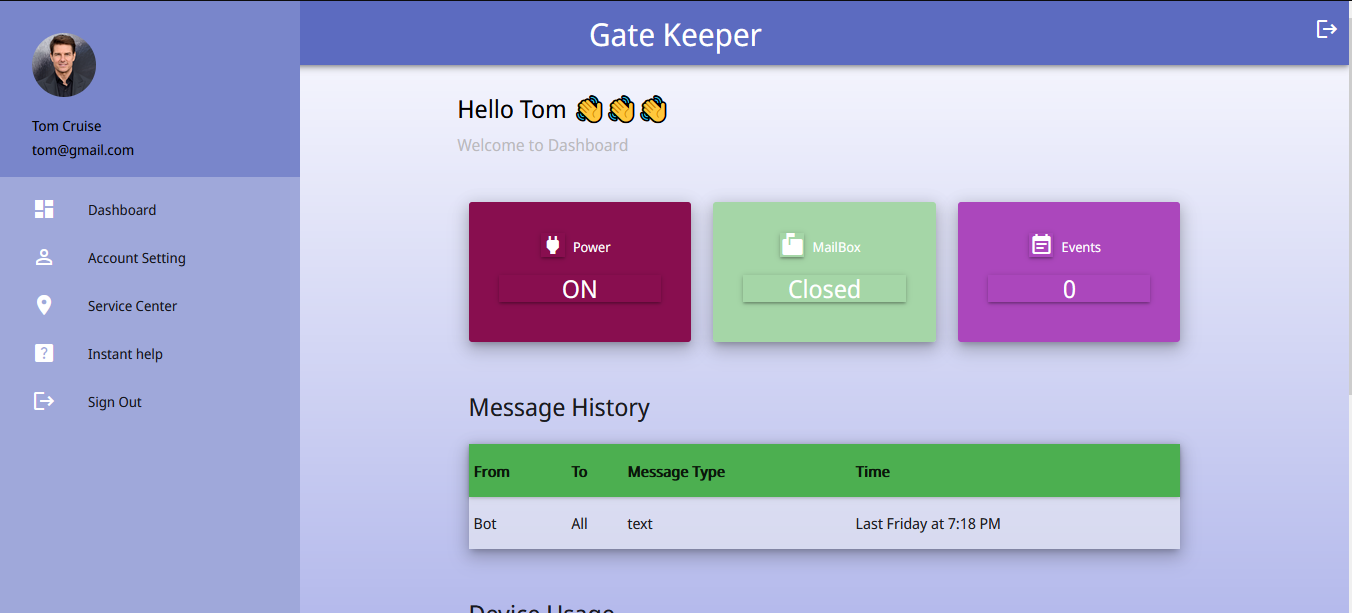 Gate Keeper
Tom Cruise
tom@gmail.com
Dashboard
Account Setting
Service Center
Instant help
Sign Out
Hello Tom 👏👏👏
Welcome to Dashboard
Power
ON
MailBox
Closed
Events
0
Message History
From To Message Type Time
Bot All text Last Friday at 7:18 PM
Device Usage